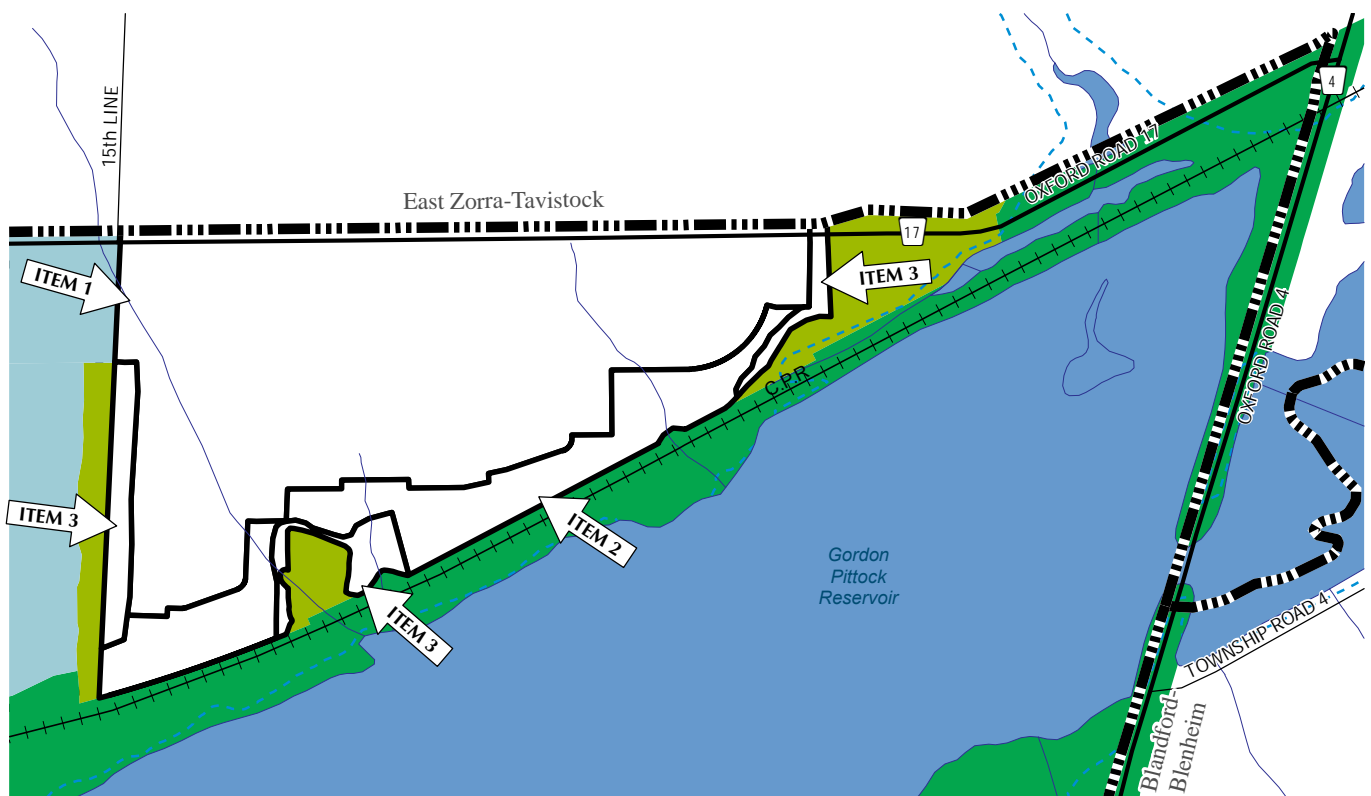 15th LINE
4
OXFORD ROAD 17
East Zorra-Tavistock
17
ITEM 1
ITEM 3
OXFORD ROAD 4
C.P.R
ITEM 3
ITEM 2
Gordon
Pittock
Reservoir
ITEM 3
TOWNSHIP ROAD 4
Blandford-
Blenheim